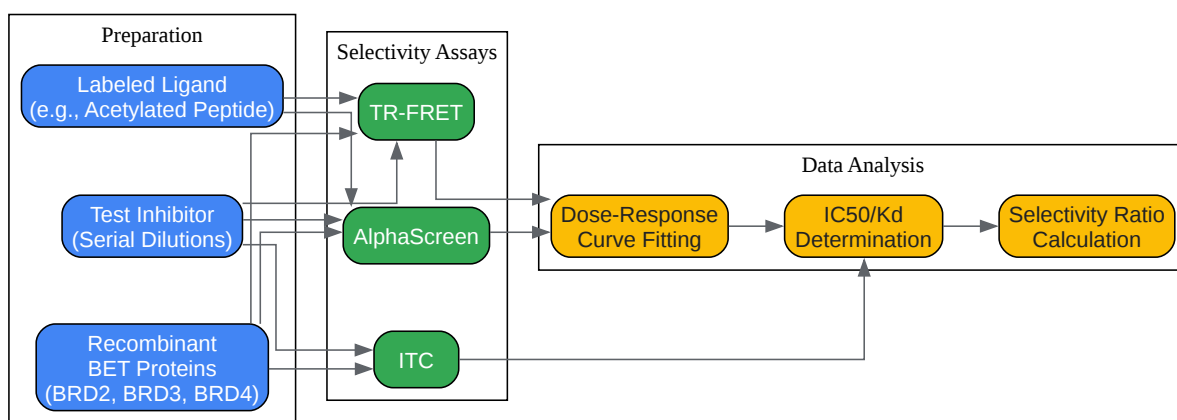 Preparation
Labeled Ligand
(e.g., Acetylated Peptide)
Test Inhibitor
(Serial Dilutions)
Recombinant
BET Proteins
(BRD2, BRD3, BRD4)
Selectivity Assays
TR-FRET
AlphaScreen
ITC
Data Analysis
Dose-Response
Curve Fitting
IC50/Kd
Determination
Selectivity Ratio
Calculation